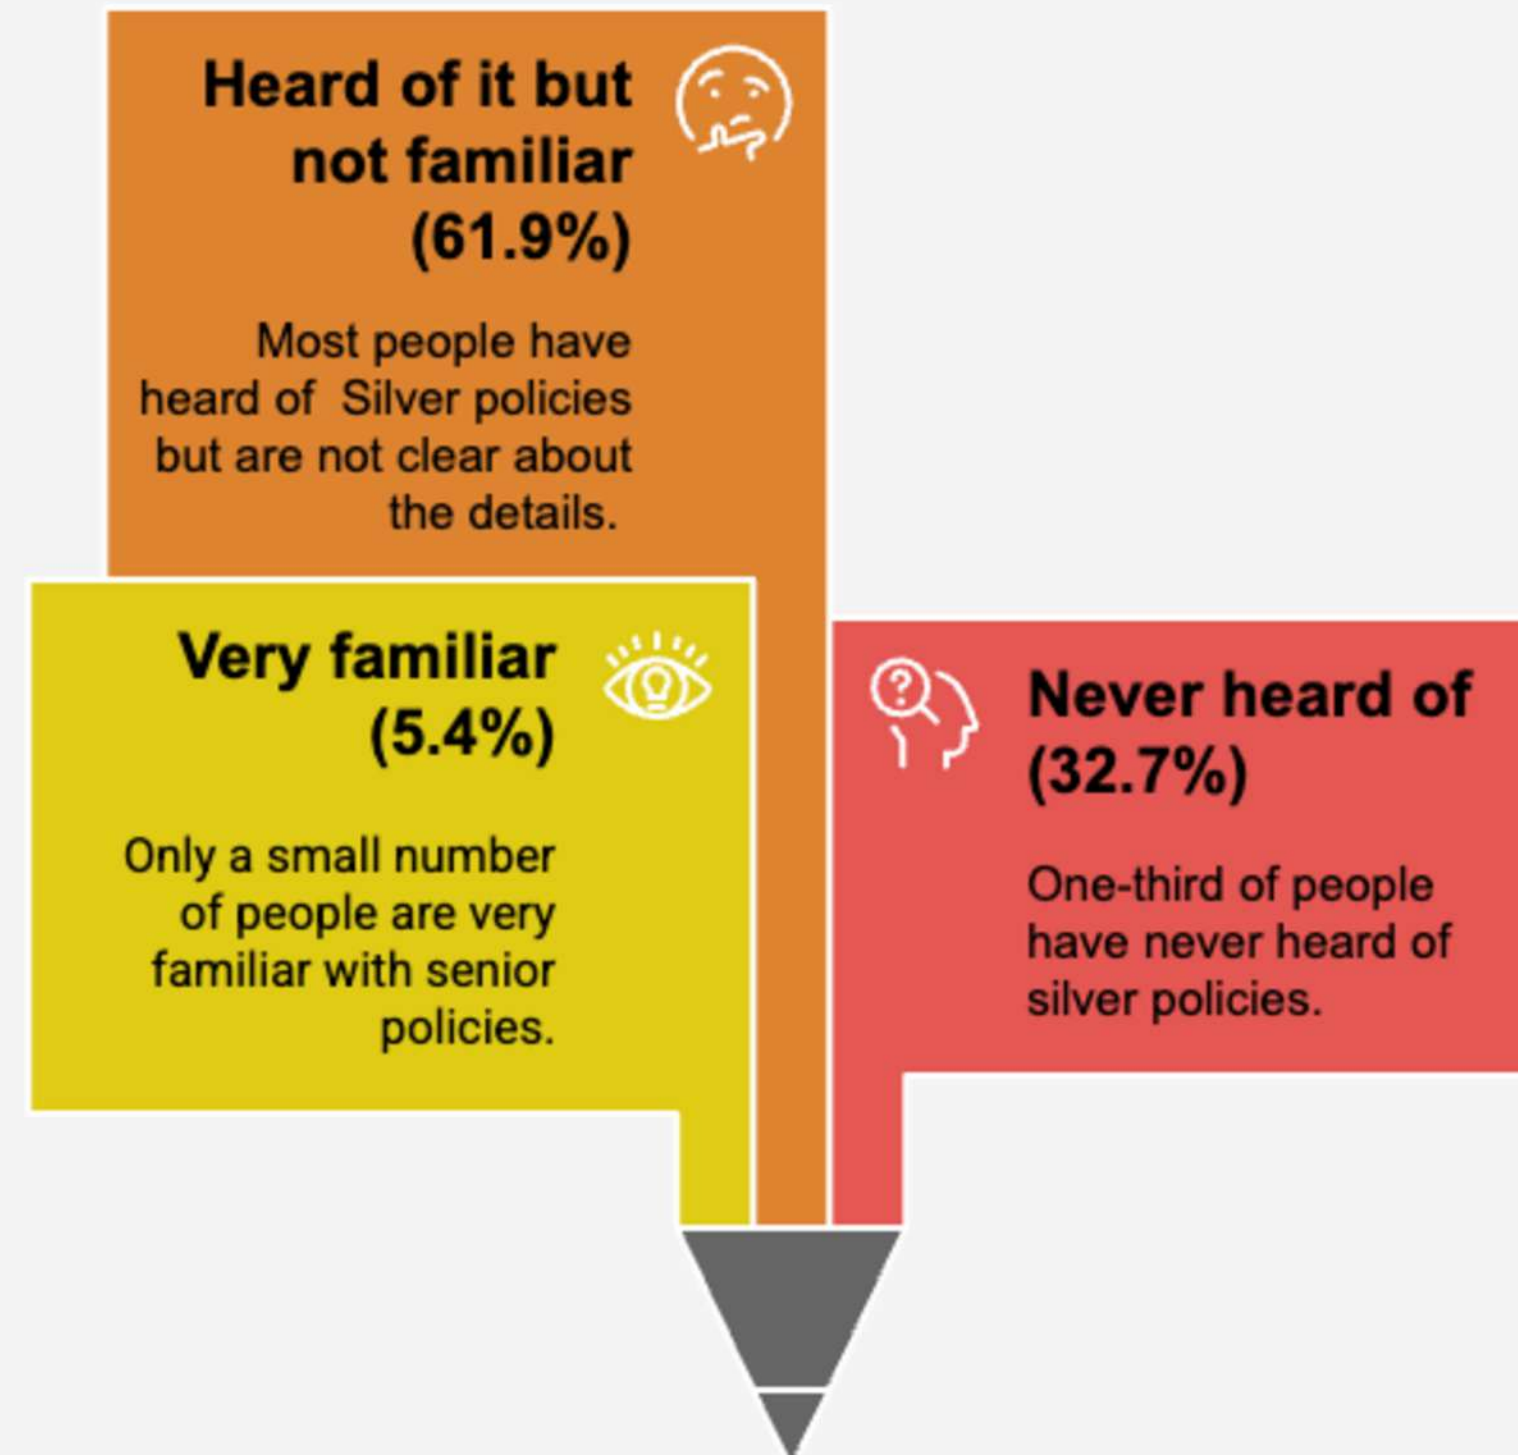 Heard of it but
not familiar
(61.9%)
Most people have
heard of  Silver policies
but are not clear about
the details.
Very familiar
(5.4%)
Only a small number
of people are very
familiar with senior
policies.
Never heard of
(32.7%)
One-third of people
have never heard of
silver policies.